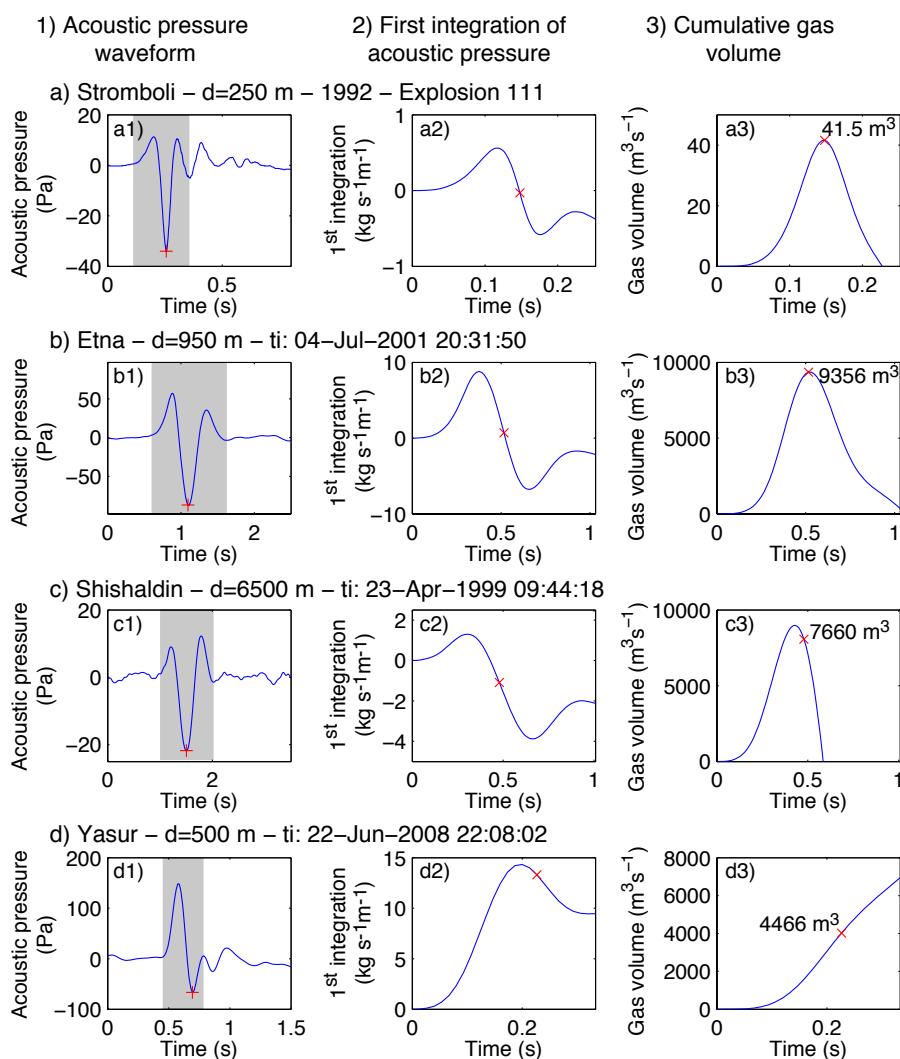 1) Acoustic pressure
waveform
2) First integration of
acoustic pressure
3) Cumulative gas
volume
a) Stromboli – d=250 m – 1992 – Explosion 111
Acoustic pressure
(Pa)
20
0
−20
−40
a1)
0
0.5
Time (s)
1st integration
(kg s-1m-1)
1
0
−1
a2)
0
0.1
0.2
Time (s)
Gas volume (m3s−1)
40
20
0
a3)
41.5 m3
0
0.1
0.2
Time (s)
b) Etna – d=950 m – ti: 04–Jul–2001 20:31:50
Acoustic pressure
(Pa)
50
0
−50
b1)
0
1
2
Time (s)
1st integration
(kg s-1m-1)
10
0
−10
b2)
0
0.5
1
Time (s)
Gas volume (m3s−1)
10000
5000
0
b3)
9356 m3
0
0.5
1
Time (s)
c) Shishaldin – d=6500 m – ti: 23–Apr–1999 09:44:18
Acoustic pressure
(Pa)
20
0
−20
c1)
0
2
Time (s)
1st integration
(kg s-1m-1)
2
0
−2
−4
c2)
0
0.5
1
Time (s)
Gas volume (m3s−1)
10000
5000
0
c3)
7660 m3
0
0.5
1
Time (s)
d) Yasur – d=500 m – ti: 22–Jun–2008 22:08:02
Acoustic pressure
(Pa)
200
100
0
−100
d1)
0
0.5
1
1.5
Time (s)
1st integration
(kg s-1m-1)
15
10
5
0
d2)
0
0.2
Time (s)
Gas volume (m3s−1)
8000
6000
4000
2000
0
d3)
4466 m3
0
0.2
Time (s)